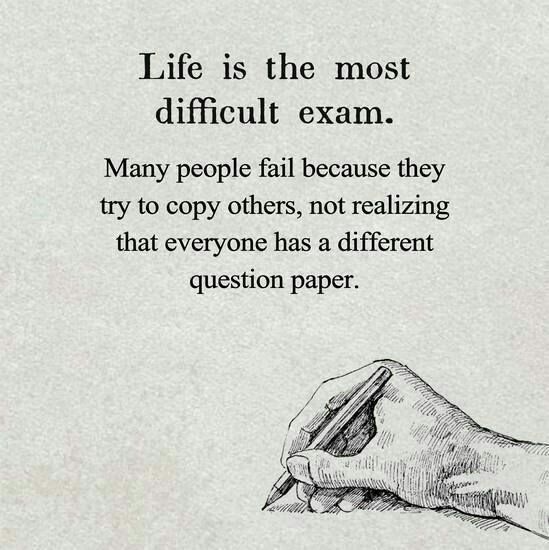 Life is the most
difficult exam.
Many people fail because they
try to copy others, not realizing
that everyone has a different
question paper.